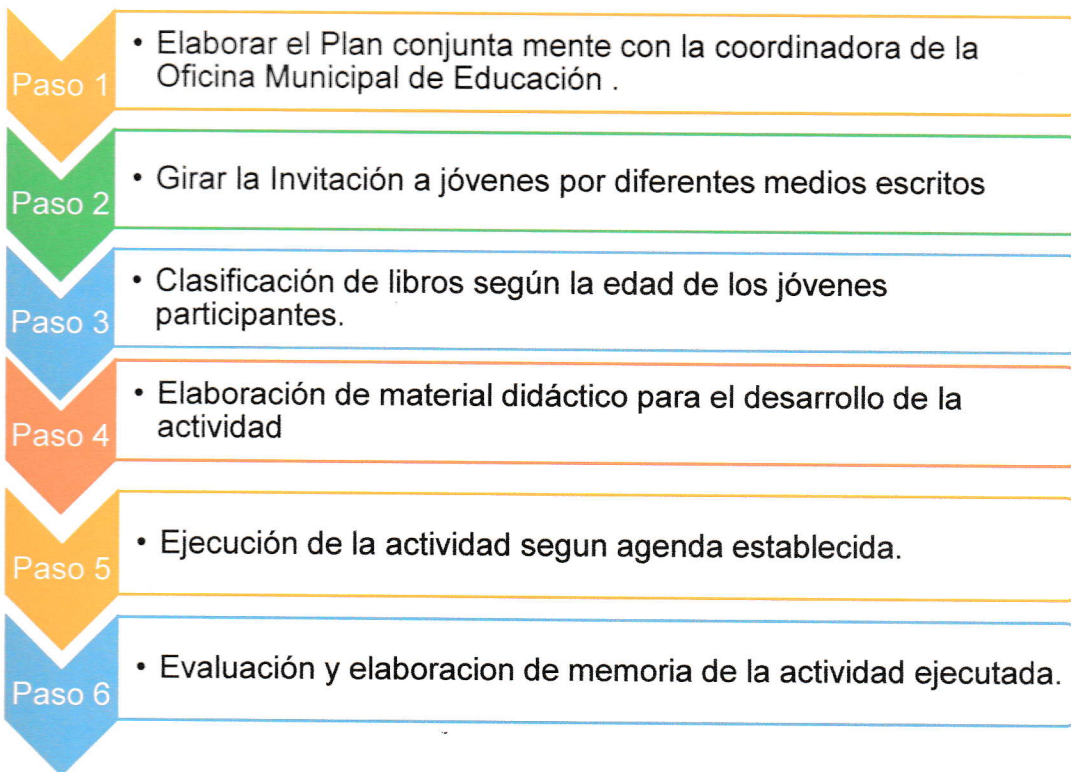 Paso 1
• Elaborar el Plan conjunta mente con la coordinadora de la
Oficina Municipal de Educación .
Paso 2
• Girar la Invitación a jóvenes por diferentes medios escritos
Paso 3
• Clasificación de libros según la edad de los jóvenes
participantes.
Paso 4
• Elaboración de material didáctico para el desarrollo de la
actividad
Paso 5
• Ejecución de la actividad segun agenda establecida.
Paso 6
• Evaluación y elaboracion de memoria de la actividad ejecutada.